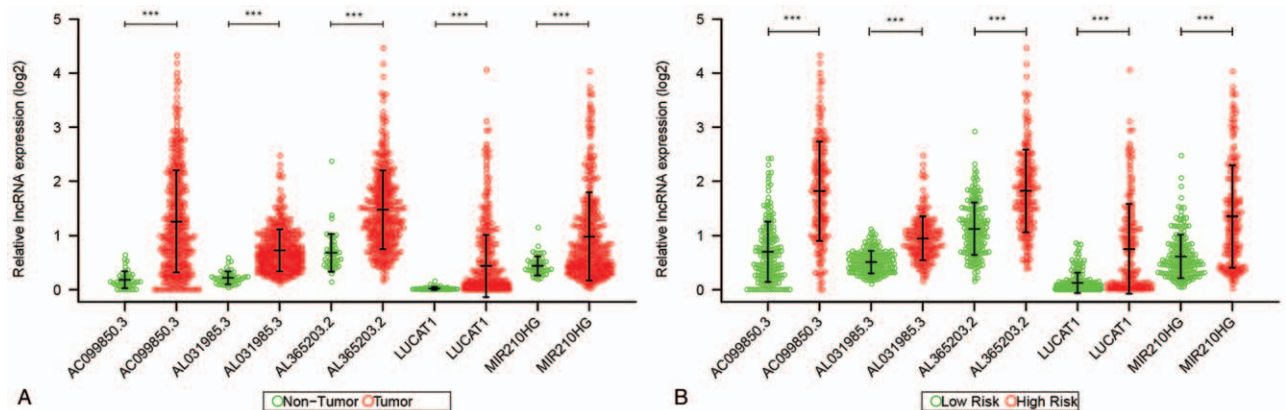 5
4
3
2
1
0
Relative lncRNA expression (log2)
***
***
***
***
***
AC099850.3
AC099850.3
AL031985.3
AL031985.3
AL365203.2
AL365203.2
LUCAT1
LUCAT1
MIR210HG
MIR210HG
A
Non-Tumor Tumor
5
4
3
2
1
0
Relative lncRNA expression (log2)
***
***
***
***
***
AC099850.3
AC099850.3
AL031985.3
AL031985.3
AL365203.2
AL365203.2
LUCAT1
LUCAT1
MIR210HG
MIR210HG
B
Low Risk High Risk